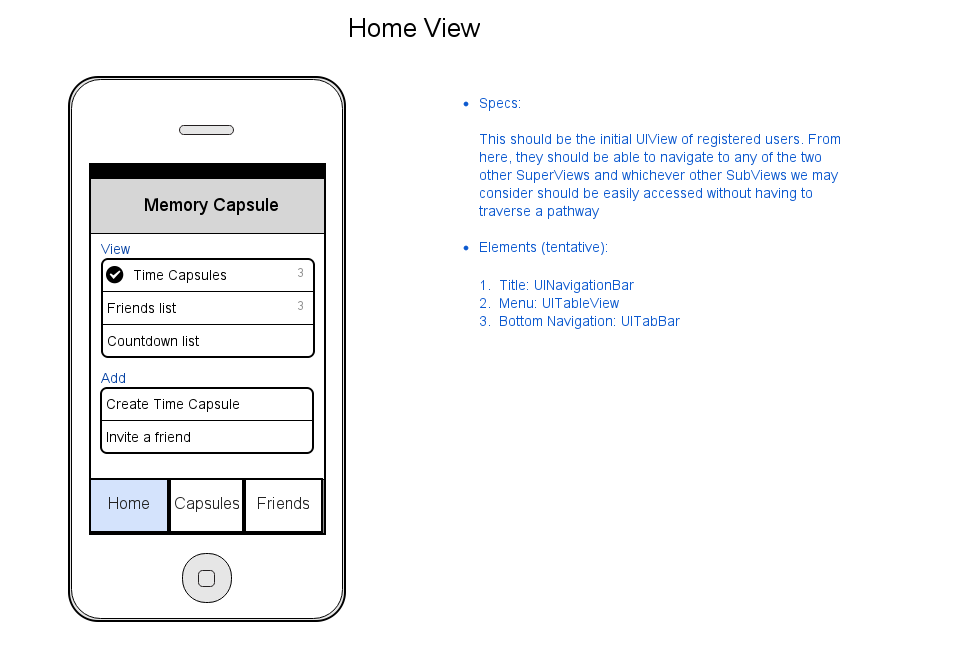 Home View
Memory Capsule
View
Time Capsules 3
Friends list 3
Countdown list
Add
Create Time Capsule
Invite a friend
Home Capsules Friends
• Specs:
This should be the initial UIView of registered users. From
here, they should be able to navigate to any of the two
other SuperViews and whichever other SubViews we may
consider should be easily accessed without having to
traverse a pathway
• Elements (tentative):
1. Title: UINavigationBar
2. Menu: UITableView
3. Bottom Navigation: UITabBar